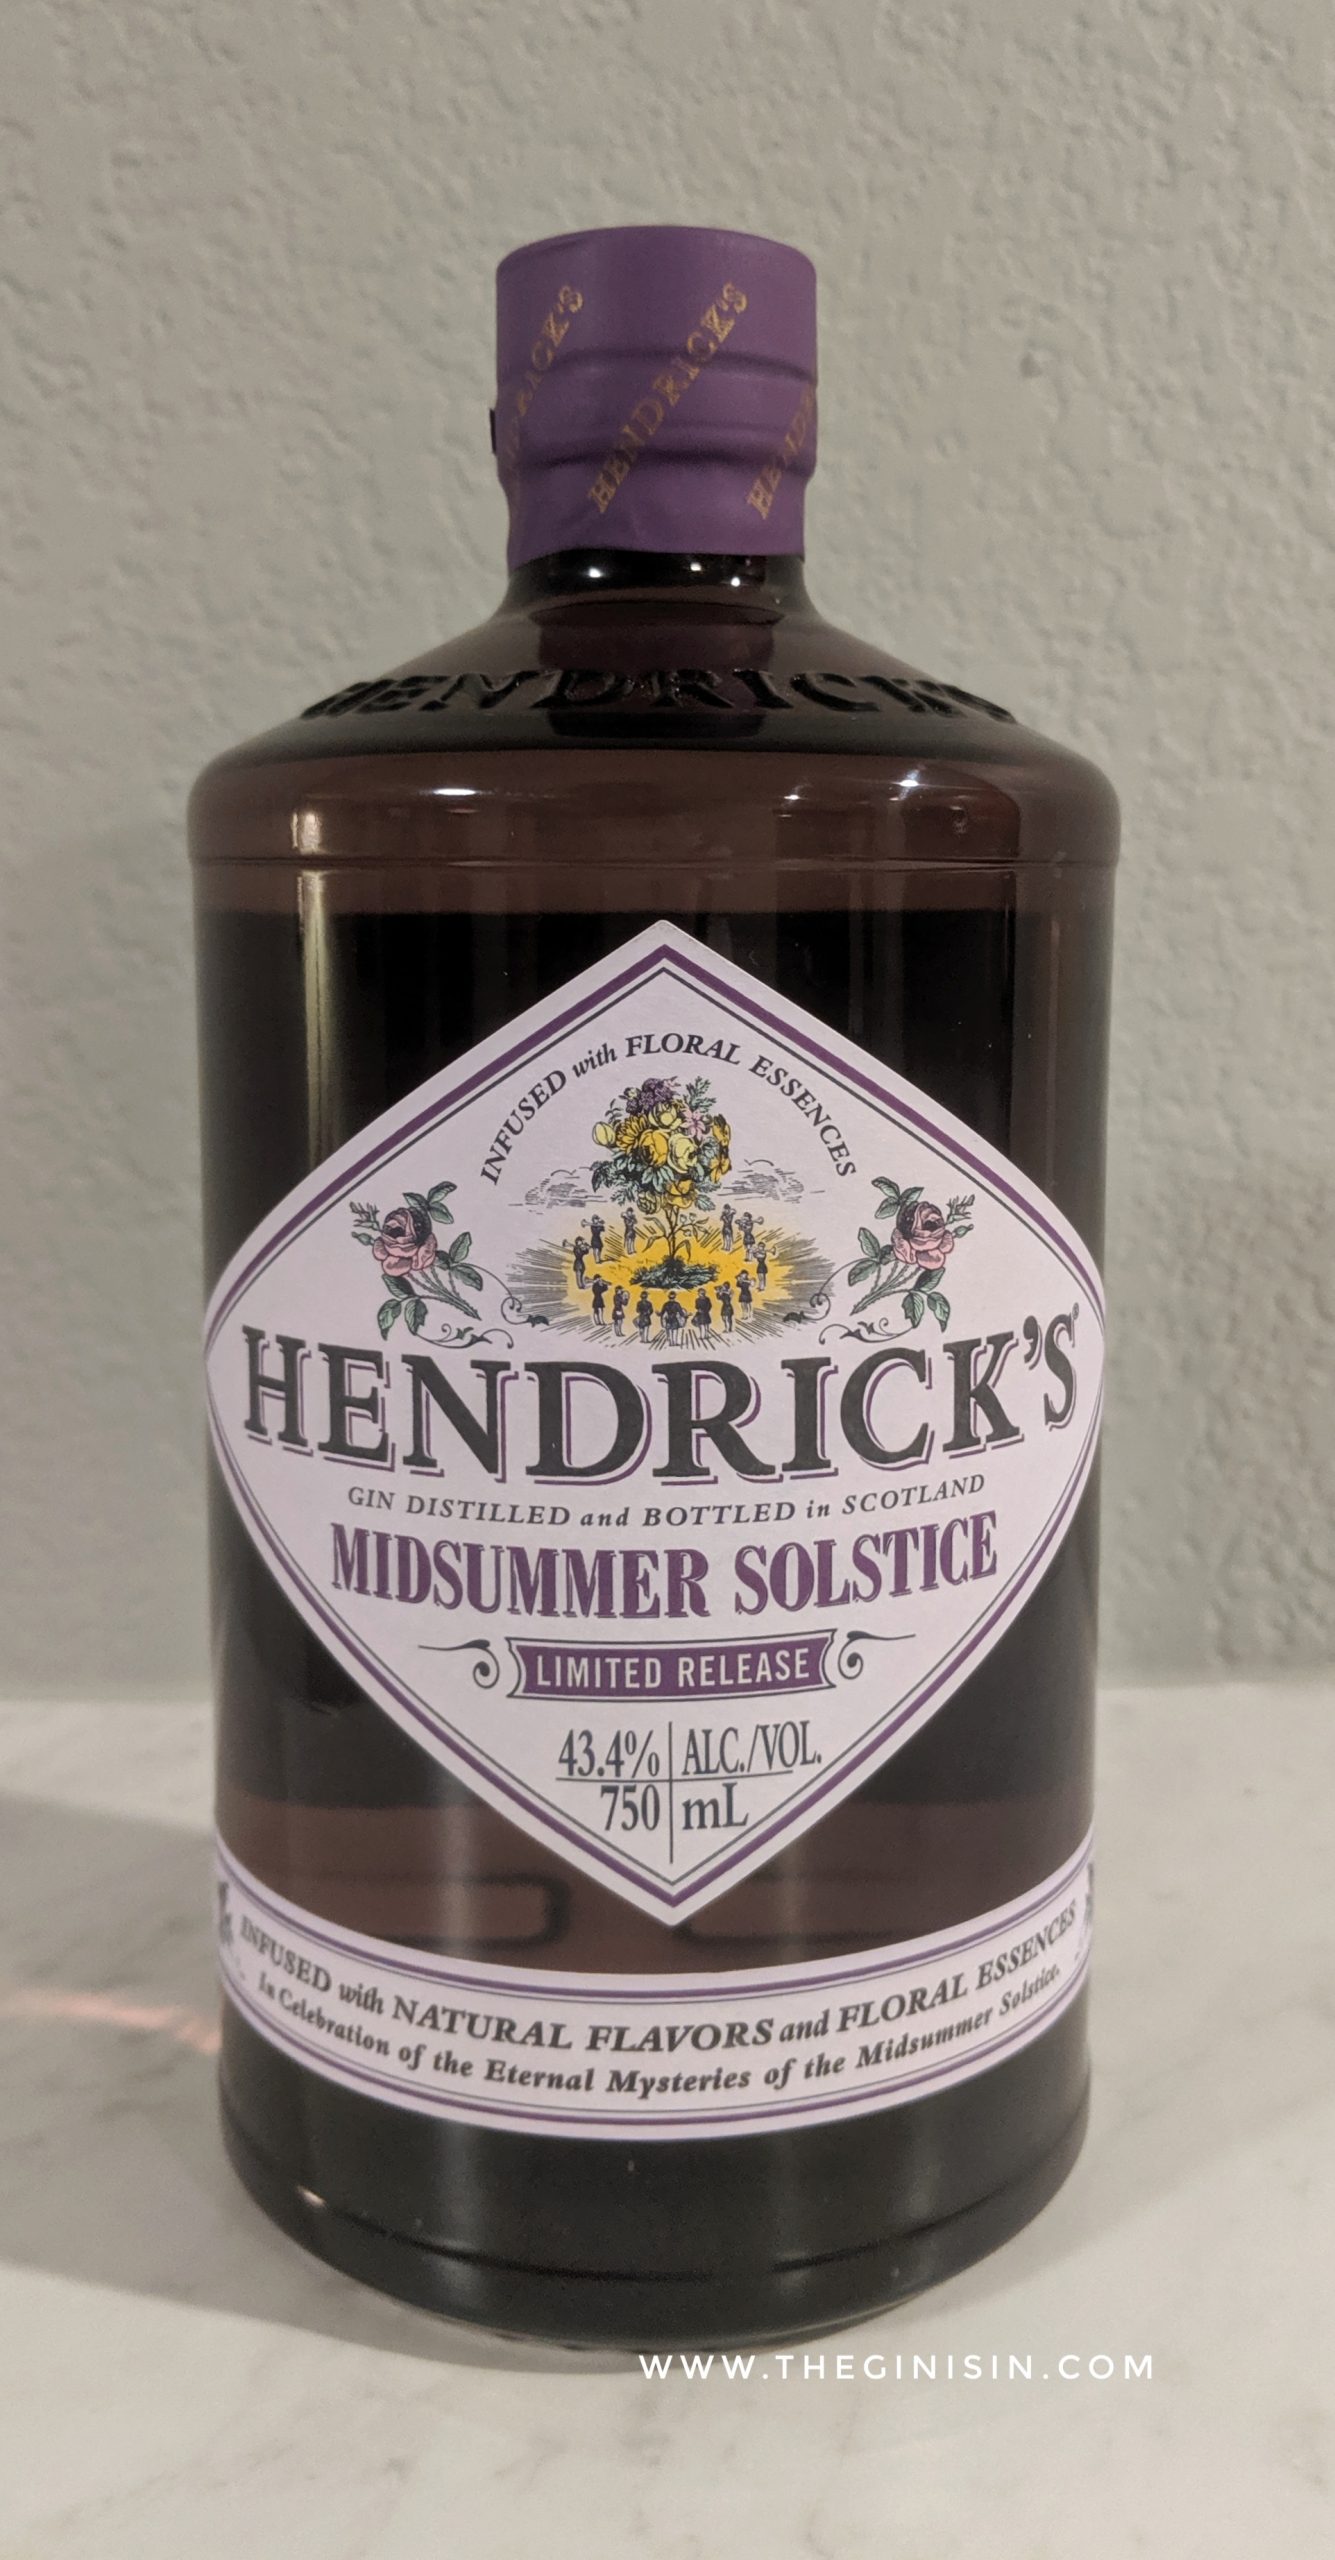 HENDRICK'S
HENDRICK'S
HENDRICK'S
INFUSED with FLORAL ESSENCES
HENDRICK'S®
GIN DISTILLED and BOTTLED in SCOTLAND
MIDSUMMER SOLSTICE
LIMITED RELEASE
43.4% ALC./VOL.
750 mL
INFUSED with NATURAL FLAVORS and FLORAL ESSENCES
In Celebration of the Eternal Mysteries of the Midsummer Solstice.
WWW.THEGINISIN.COM